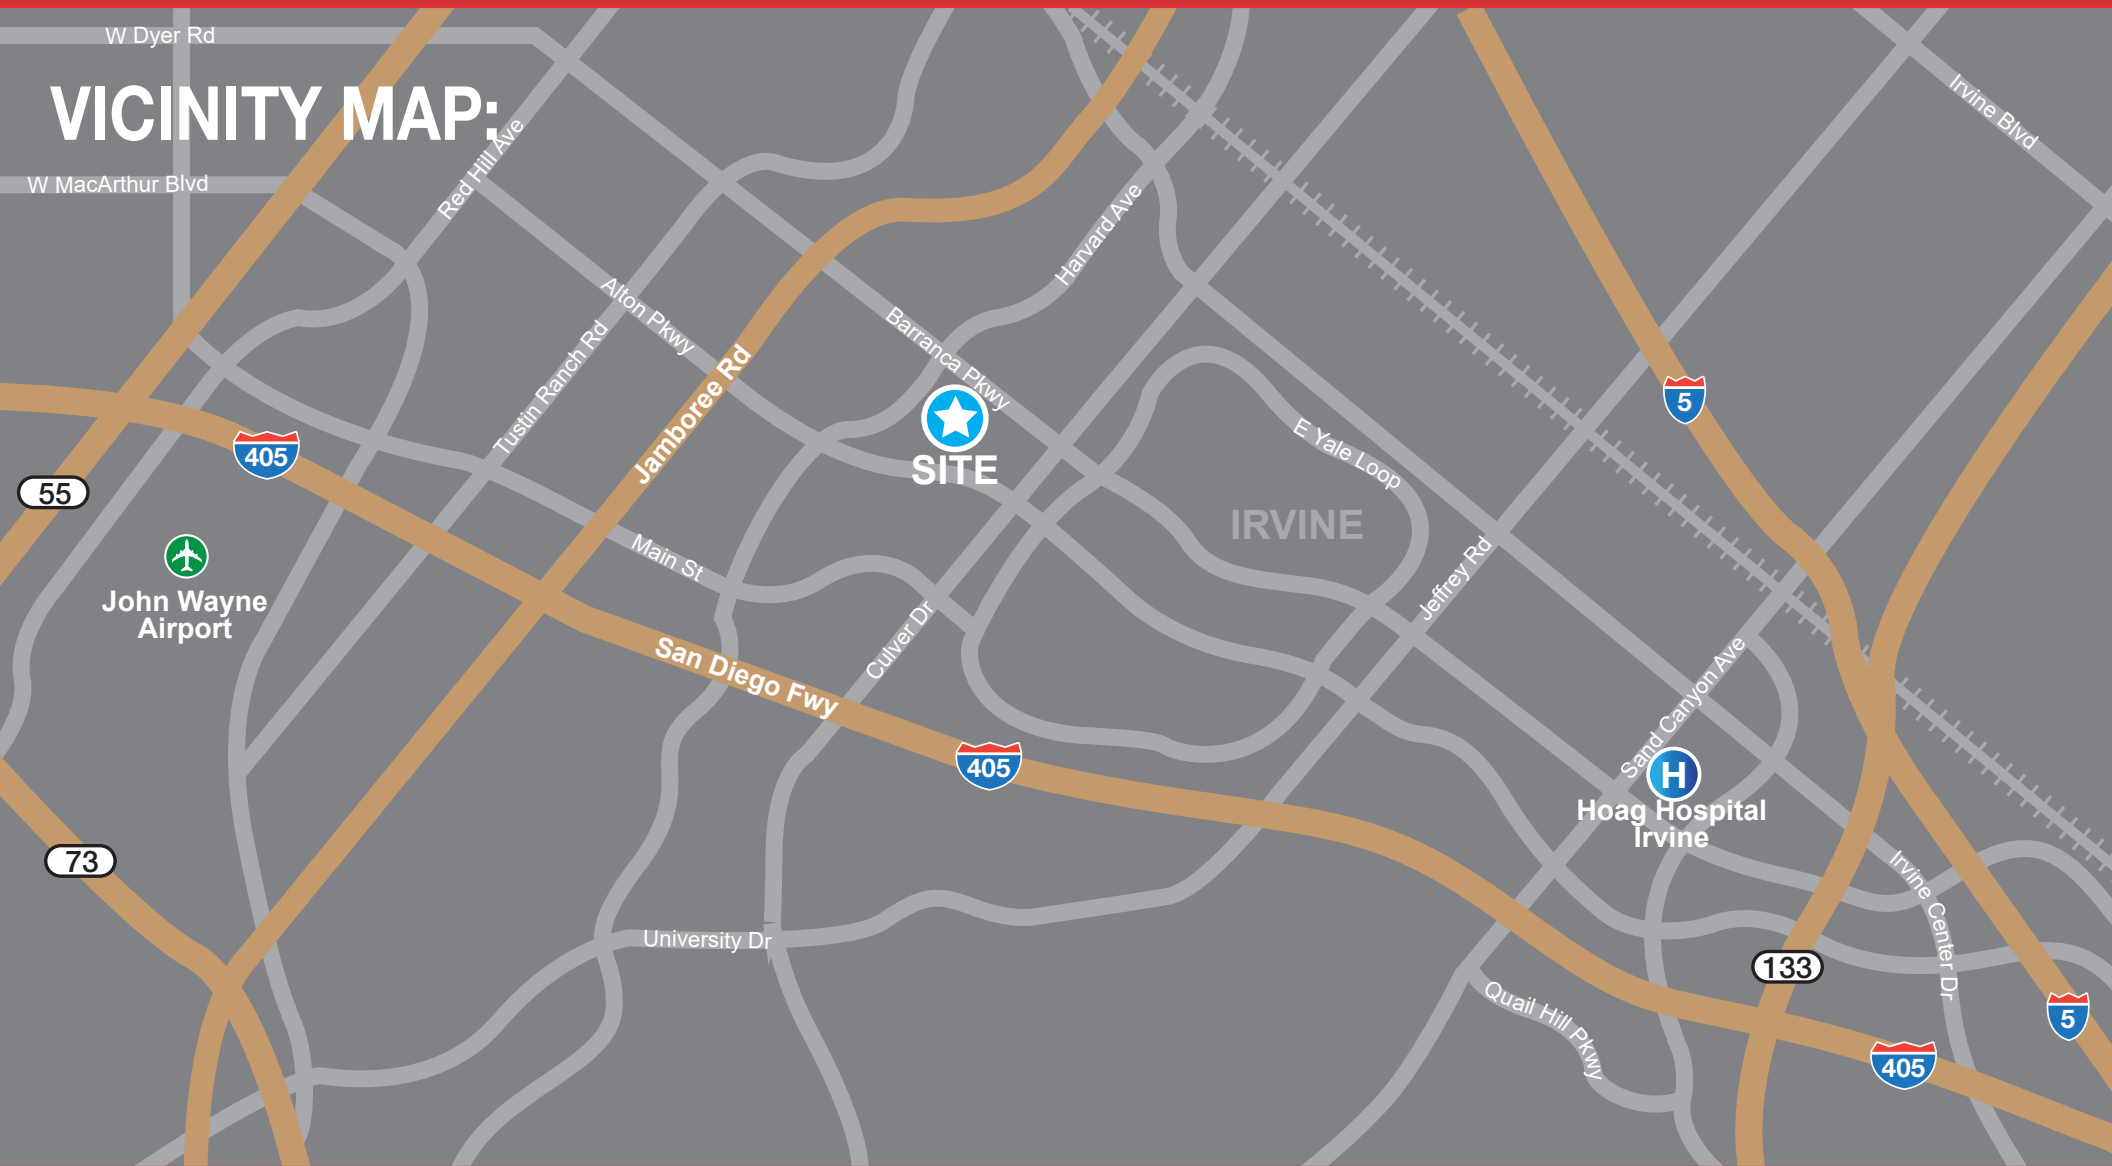 W Dyer Rd
VICINITY MAP:
Irvine Blvd
Red Hill Ave
W MacArthur Blvd
Harvard Ave
Alton Pkwy
Barranca Pkwy
Tustin Ranch Rd
Jamboree Rd
5
SITE
405
E Yale Loop
55
IRVINE
Main St
Jeffrey Rd
John Wayne
Airport
Culver Dr
San Diego Fwy
Sand Canyon Ave
405
H
Hoag Hospital
Irvine
73
Irvine Center Dr
University Dr
133
Quail Hill Pkwy
5
405